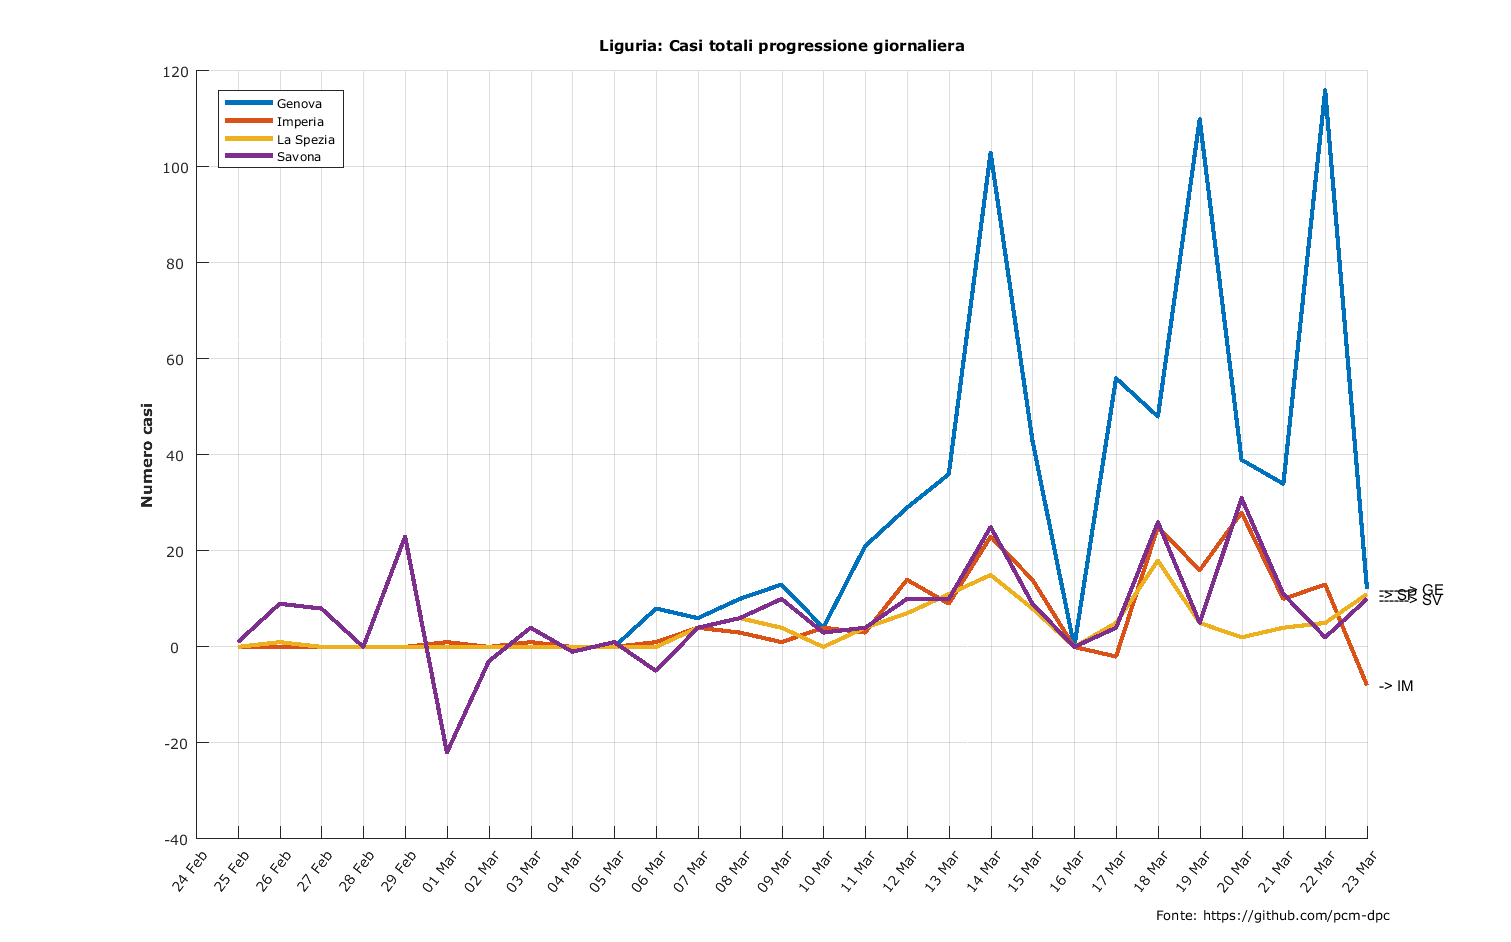 Liguria: Casi totali progressione giornaliera
120
100
80
60
40
20
0
-20
-40
Numero casi
Genova
Imperia
La Spezia
Savona
24 Feb
25 Feb
26 Feb
27 Feb
28 Feb
29 Feb
01 Mar
02 Mar
03 Mar
04 Mar
05 Mar
06 Mar
07 Mar
08 Mar
09 Mar
10 Mar
11 Mar
12 Mar
13 Mar
14 Mar
15 Mar
16 Mar
17 Mar
18 Mar
19 Mar
20 Mar
21 Mar
22 Mar
23 Mar
GE
-> SP
SV
-> IM
Fonte: https://github.com/pcm-dpc